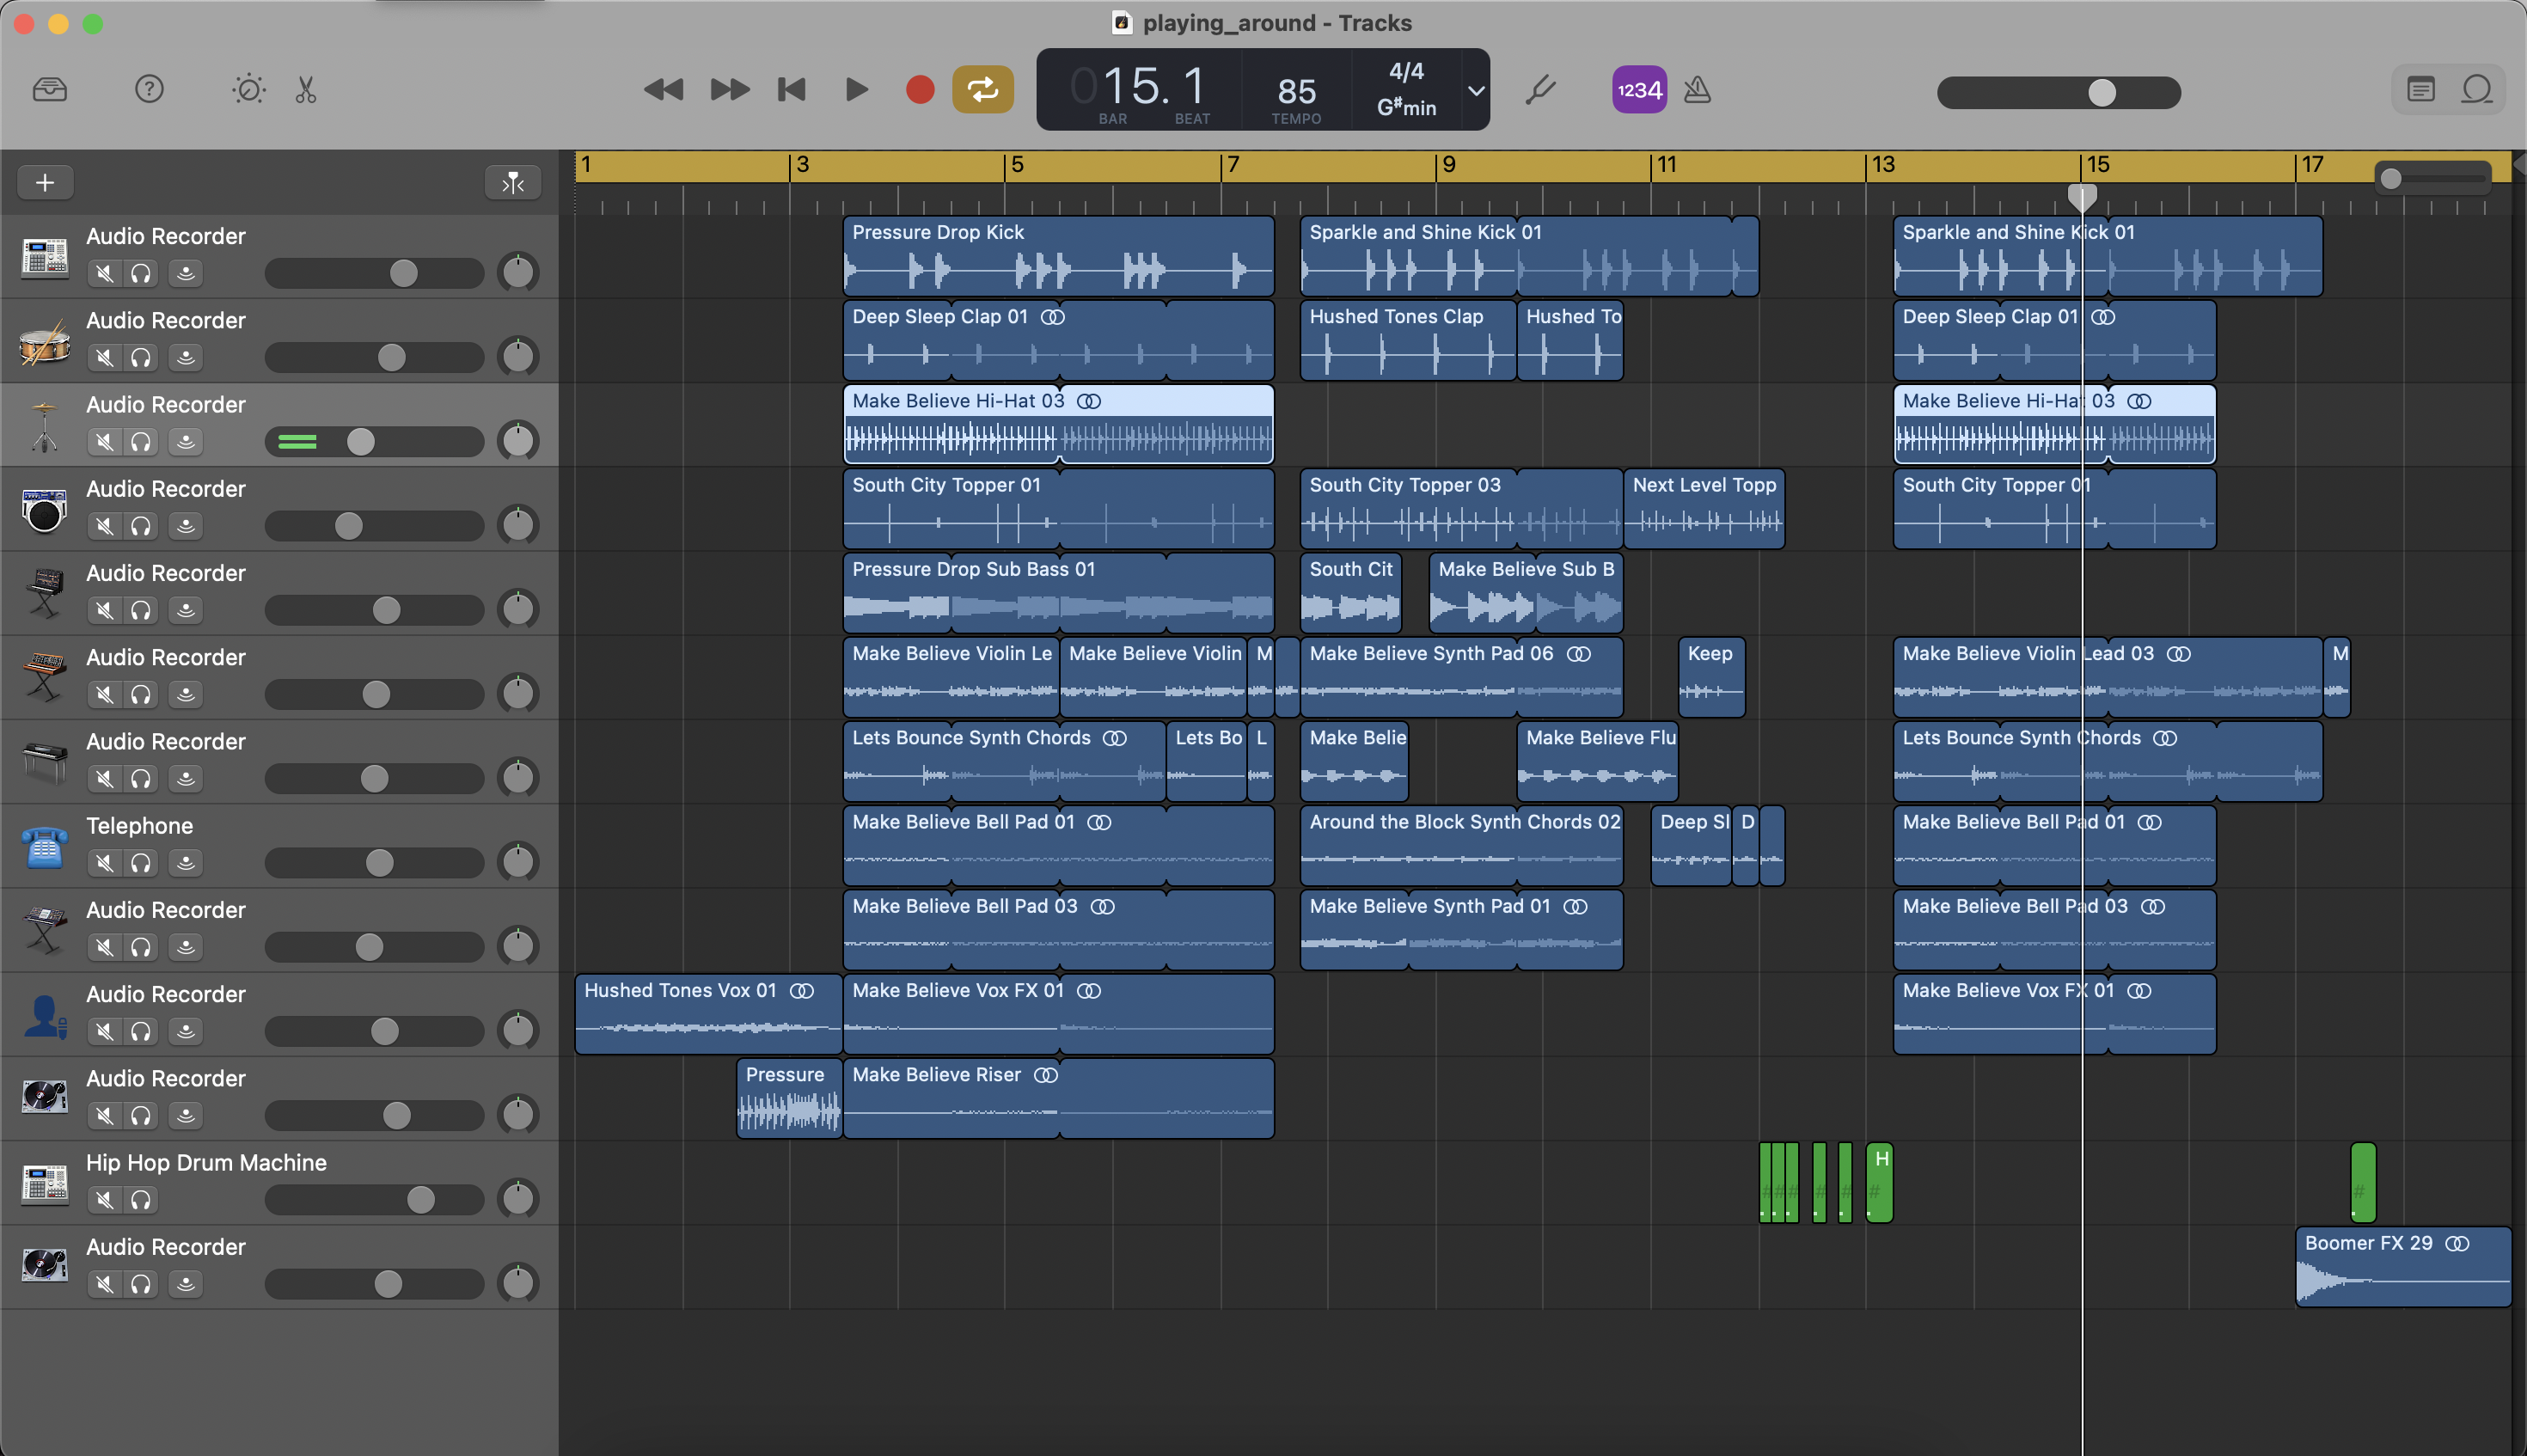 playing_around - Tracks
015. 1
BAR BEAT
85
TEMPO
4/4
G#min
1234
1 3 5 7 9 11 13 15 17
Audio Recorder
Pressure Drop Kick
Sparkle and Shine Kick 01
Sparkle and Shine Kick 01
Audio Recorder
Deep Sleep Clap 01
Hushed Tones Clap
Hushed To
Deep Sleep Clap 01
Audio Recorder
Make Believe Hi-Hat 03
Make Believe Hi-Hat 03
Audio Recorder
South City Topper 01
South City Topper 03
Next Level Topp
South City Topper 01
Audio Recorder
Pressure Drop Sub Bass 01
South Cit
Make Believe Sub B
Audio Recorder
Make Believe Violin Le
Make Believe Violin
M
Make Believe Synth Pad 06
Keep
Make Believe Violin Lead 03
M
Audio Recorder
Lets Bounce Synth Chords
Lets Bo
L
Make Belie
Make Believe Flu
Lets Bounce Synth Chords
Telephone
Make Believe Bell Pad 01
Around the Block Synth Chords 02
Deep Sl
D
Make Believe Bell Pad 01
Audio Recorder
Make Believe Bell Pad 03
Make Believe Synth Pad 01
Make Believe Bell Pad 03
Audio Recorder
Hushed Tones Vox 01
Make Believe Vox FX 01
Make Believe Vox FX 01
Audio Recorder
Pressure
Make Believe Riser
Hip Hop Drum Machine
H
# # # # # # #
Audio Recorder
Boomer FX 29